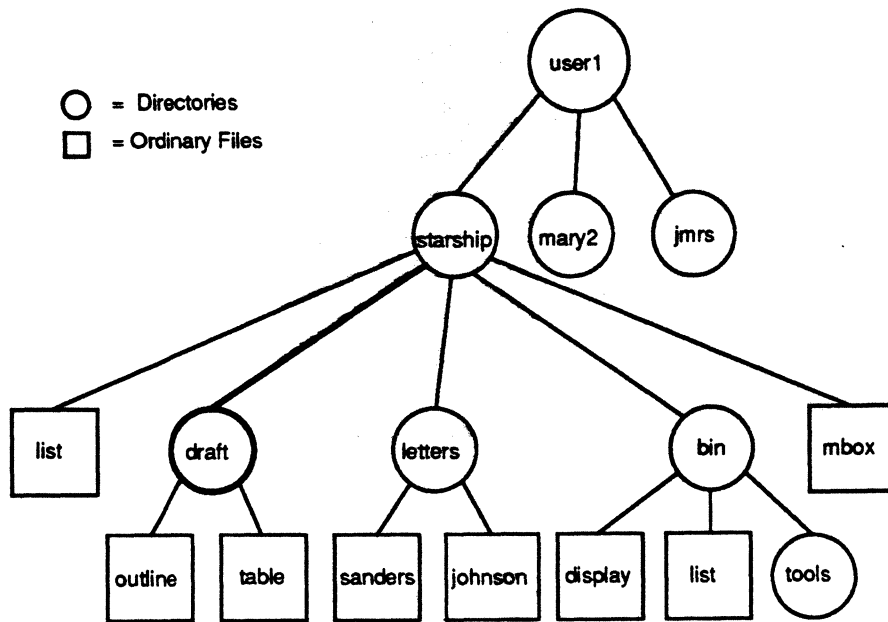 user1
= Directories
= Ordinary Files
starship
mary2
jmrs
list
draft
letters
bin
mbox
outline
table
sanders
johnson
display
list
tools